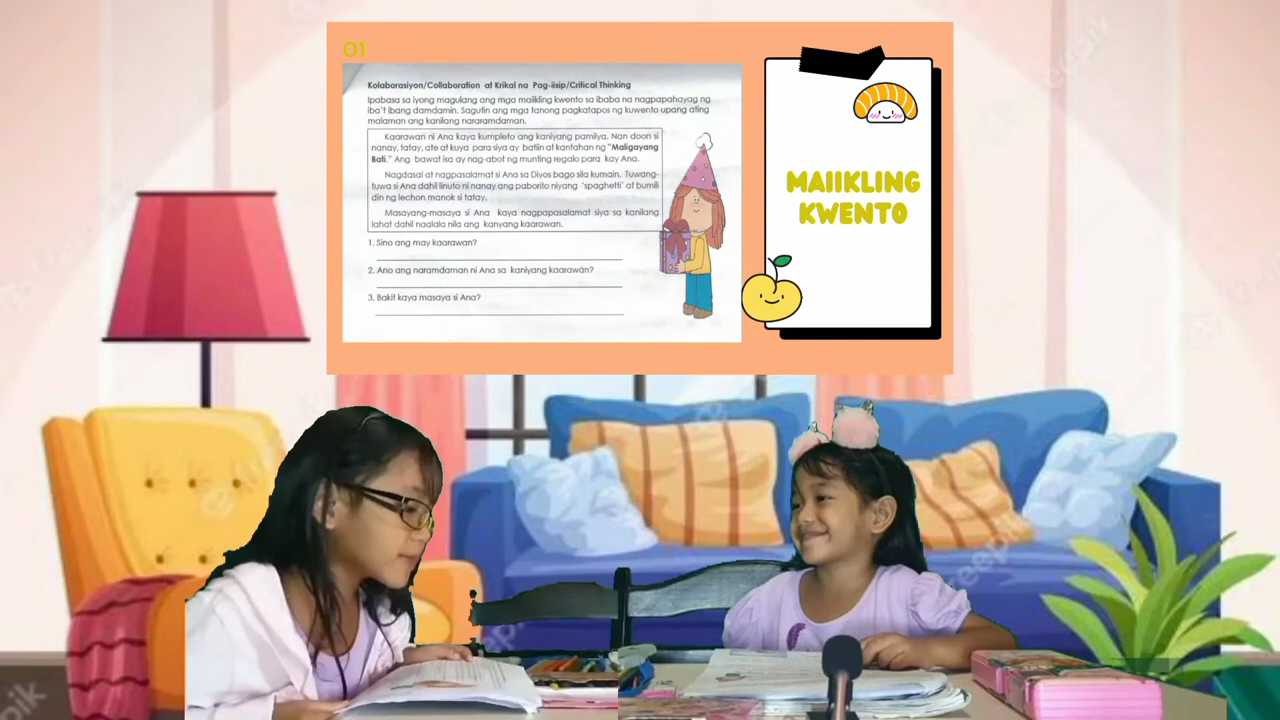 01
Kolaborasiyon/Collaboration at Krikal na Pag-iisip/Critical Thinking
Ipabasa sa iyong magulang ang mga maiikling kwento sa ibaba na nagpapahayag ng
iba't ibang damdamin. Sagutin ang mga tanong pagkatapos ng kuwento upang ating
malaman ang kanilang nararamdaman.
Kaarawan ni Ana kaya kumpleto ang kaniyang pamilya. Nan doon si
nanay, tatay, ate at kuya para siya ay batiin at kantahan ng "Maligayang
Bati." Ang bawat isa ay nag-abot ng munting regalo para kay Ana.
Nagdasal at nagpasalamat si Ana sa Diyos bago sila kumain. Tuwang-
tuwa si Ana dahil linuto ni nanay ang paborito niyang 'spaghetti' at bumili
din ng lechon manok si tatay.
Masayang-masaya si Ana kaya nagpapasalamat siya sa kanilang
lahat dahil naalala nila ang kanyang kaarawan.
1. Sino ang may kaarawan?
2. Ano ang naramdaman ni Ana sa kaniyang kaarawan?
3. Bakit kaya masaya si Ana?
MAIIKLING
KWENTO
freepik